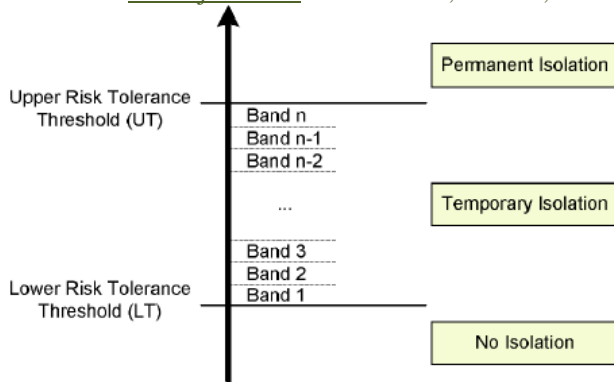 Permanent Isolation
Upper Risk Tolerance
Threshold (UT)
Band n
Band n-1
Band n-2
...
Temporary Isolation
Band 3
Band 2
Band 1
Lower Risk Tolerance
Threshold (LT)
No Isolation